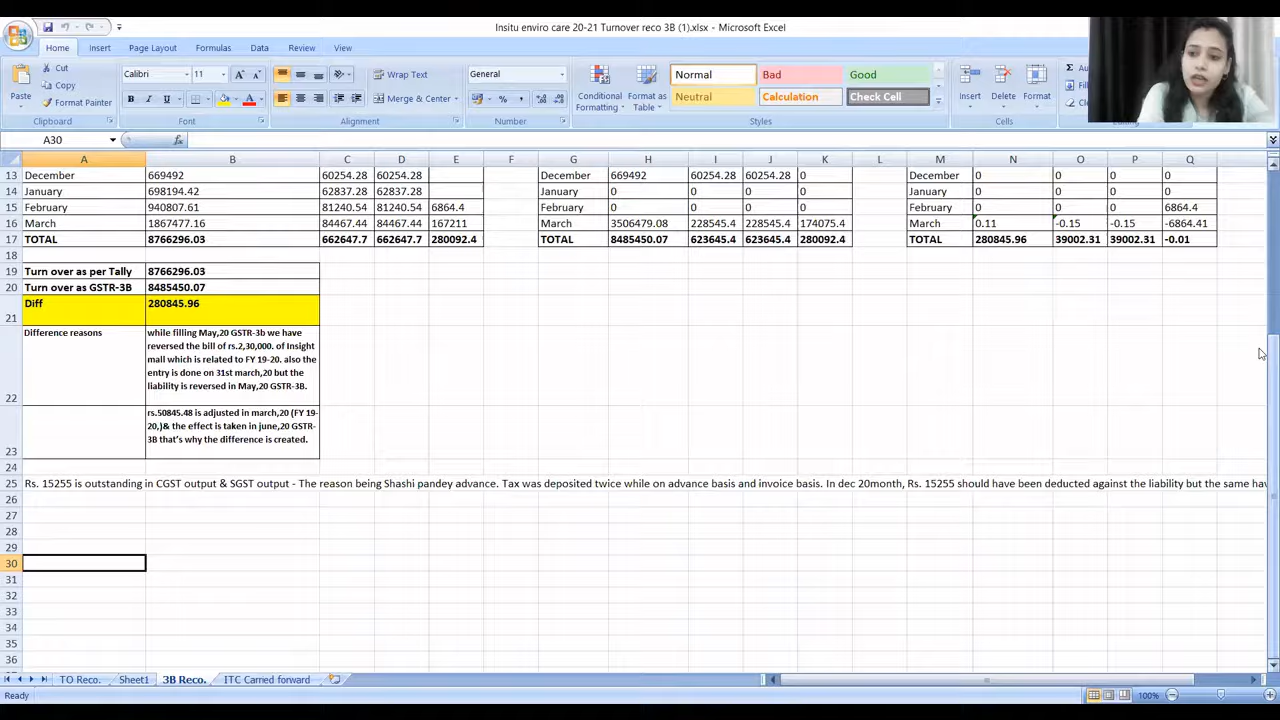 Insitu enviro care 20-21 Turnover reco 3B (1).xlsx - Microsoft Excel
Home Insert Page Layout Formulas Data Review View
Cut
Copy
Format Painter
Paste
Clipboard
Calibri 11
B I U
Font
Wrap Text
Merge & Center
Alignment
General
Number
Conditional Formatting
Format as Table
Normal Bad Good
Neutral Calculation Check Cell
Styles
Insert Delete Format
Cells
A30 fx
A B C D E F G H I J K L M N O P Q
13 December 669492 60254.28 60254.28 December 669492 60254.28 60254.28 0 December 0 0 0 0
14 January 698194.42 62837.28 62837.28 January 0 0 0 0 January 0 0 0 0
15 February 940807.61 81240.54 81240.54 6864.4 February 0 0 0 0 February 0 0 0 6864.4
16 March 1867477.16 84467.44 84467.44 167211 March 3506479.08 228545.4 228545.4 174075.4 March 0.11 -0.15 -0.15 -6864.41
17 TOTAL 8766296.03 662647.7 662647.7 280092.4 TOTAL 8485450.07 623645.4 623645.4 280092.4 TOTAL 280845.96 39002.31 39002.31 -0.01
18
19 Turn over as per Tally 8766296.03
20 Turn over as GSTR-3B 8485450.07
21 Diff 280845.96
22 Difference reasons while filling May,20 GSTR-3b we have
reversed the bill of rs.2,30,000. of Insight
mall which is related to FY 19-20. also the
entry is done on 31st march,20 but the
liability is reversed in May,20 GSTR-3B.
23 rs.50845.48 is adjusted in march,20 (FY 19-
20,)& the effect is taken in june,20 GSTR-
3B that's why the difference is created.
24
25 Rs. 15255 is outstanding in CGST output & SGST output - The reason being Shashi pandey advance. Tax was deposited twice while on advance basis and invoice basis. In dec 20month, Rs. 15255 should have been deducted against the liability but the same hav
26
27
28
29
30
31
32
33
34
35
36
TO Reco. Sheet1 3B Reco. ITC Carried forward
Ready 100%